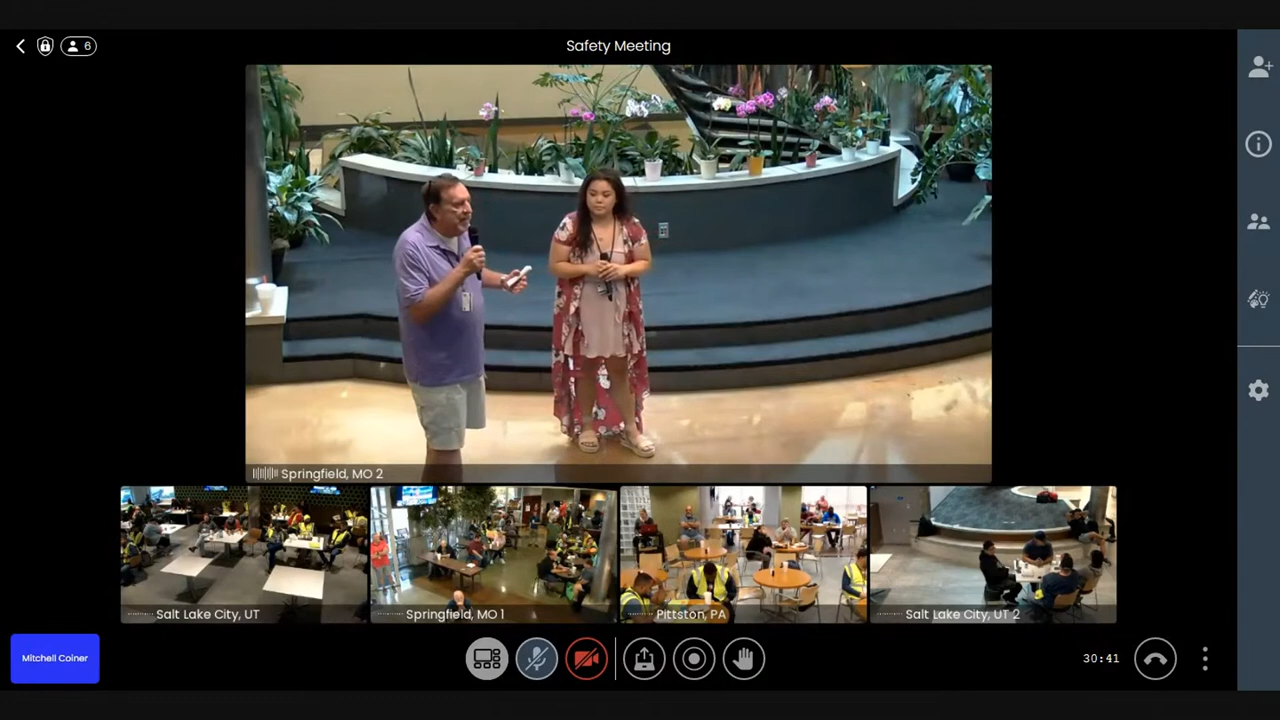 6
Safety Meeting
Springfield, MO 2
Salt Lake City, UT
Springfield, MO 1
Pittston, PA
Salt Lake City, UT 2
Mitchell Coiner
30:41